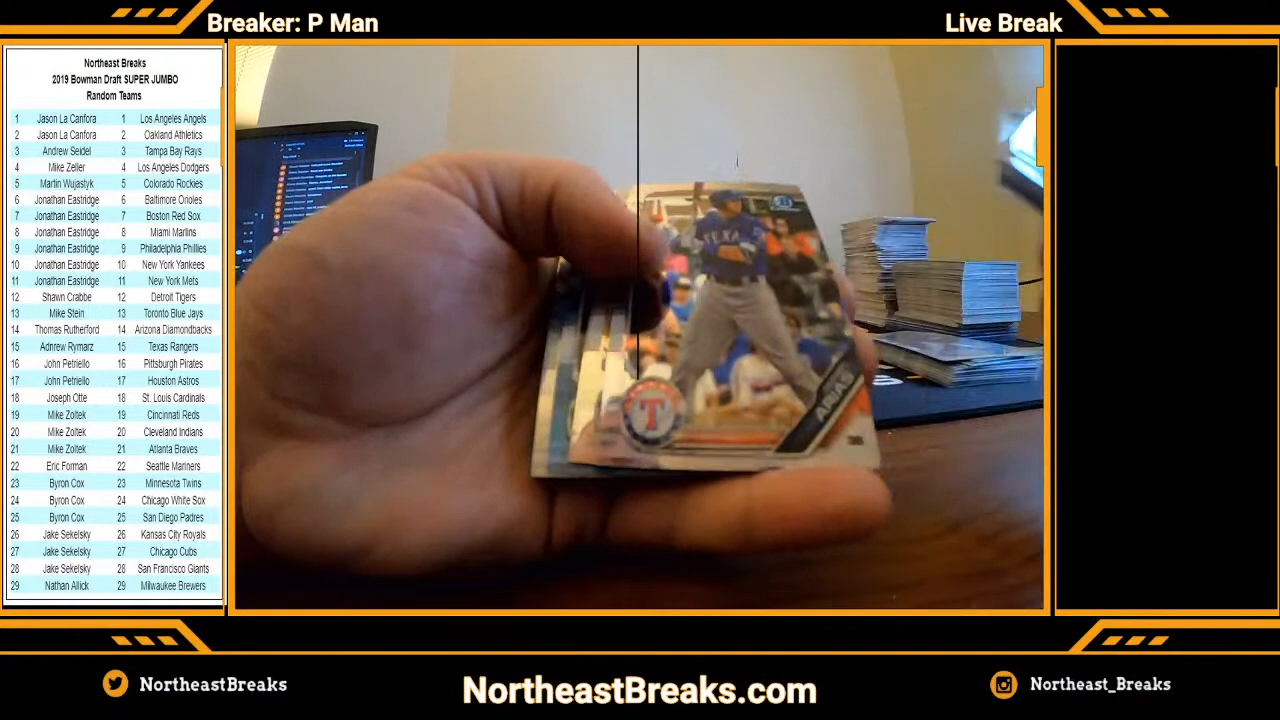 Breaker: P Man
Live Break
Northeast Breaks
2019 Bowman Draft SUPER JUMBO
Random Teams
1 Jason La Canfora 1 Los Angeles Angels
2 Jason La Canfora 2 Oakland Athletics
3 Andrew Seidel 3 Tampa Bay Rays
4 Mike Zeller 4 Los Angeles Dodgers
5 Martin Wujastyk 5 Colorado Rockies
6 Jonathan Eastridge 6 Baltimore Orioles
7 Jonathan Eastridge 7 Boston Red Sox
8 Jonathan Eastridge 8 Miami Marlins
9 Jonathan Eastridge 9 Philadelphia Phillies
10 Jonathan Eastridge 10 New York Yankees
11 Jonathan Eastridge 11 New York Mets
12 Shawn Crabbe 12 Detroit Tigers
13 Mike Stein 13 Toronto Blue Jays
14 Thomas Rutherford 14 Arizona Diamondbacks
15 Adnrew Rymarz 15 Texas Rangers
16 John Petriello 16 Pittsburgh Pirates
17 John Petriello 17 Houston Astros
18 Joseph Otte 18 St. Louis Cardinals
19 Mike Zoltek 19 Cincinnati Reds
20 Mike Zoltek 20 Cleveland Indians
21 Mike Zoltek 21 Atlanta Braves
22 Eric Forman 22 Seattle Mariners
23 Byron Cox 23 Minnesota Twins
24 Byron Cox 24 Chicago White Sox
25 Byron Cox 25 San Diego Padres
26 Jake Sekelsky 26 Kansas City Royals
27 Jake Sekelsky 27 Chicago Cubs
28 Jake Sekelsky 28 San Francisco Giants
29 Nathan Allick 29 Milwaukee Brewers
TEXA
T
ARIAS
NortheastBreaks
NortheastBreaks.com
Northeast_Breaks